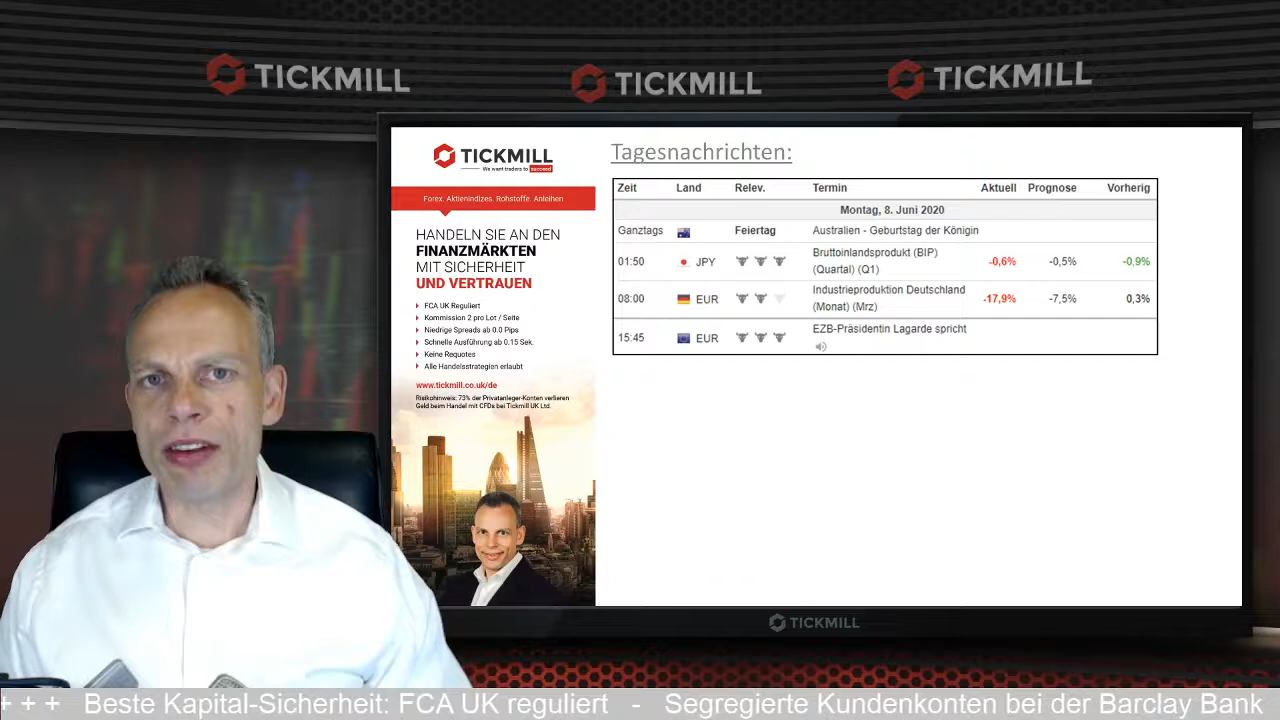 TICKMILL
TICKMILL
TICKMILL
TICKMILL
We want traders to succeed
Forex. Aktienindizes. Rohstoffe. Anleihen
HANDELN SIE AN DEN
FINANZMÄRKTEN
MIT SICHERHEIT
UND VERTRAUEN
FCA UK Reguliert
Kommission 2 pro Lot / Seite
Niedrige Spreads ab 0.0 Pips
Schnelle Ausführung ab 0.15 Sek.
Keine Requotes
Alle Handelsstrategien erlaubt
www.tickmill.co.uk/de
Risikohinweis: 73% der Privatanleger-Konten verlieren
Geld beim Handel mit CFDs bei Tickmill UK Ltd.
Tagesnachrichten:
Zeit Land Relev. Termin Aktuell Prognose Vorherig
Montag, 8. Juni 2020
Ganztags Feiertag Australien - Geburtstag der Königin
01:50 JPY Bruttoinlandsprodukt (BIP) -0,6% -0,5% -0,9%
(Quartal) (Q1)
08:00 EUR Industrieproduktion Deutschland -17,9% -7,5% 0,3%
(Monat) (Mrz)
15:45 EUR EZB-Präsidentin Lagarde spricht
TICKMILL
+ + + Beste Kapital-Sicherheit: FCA UK reguliert - Segregierte Kundenkonten bei der Barclay Bank